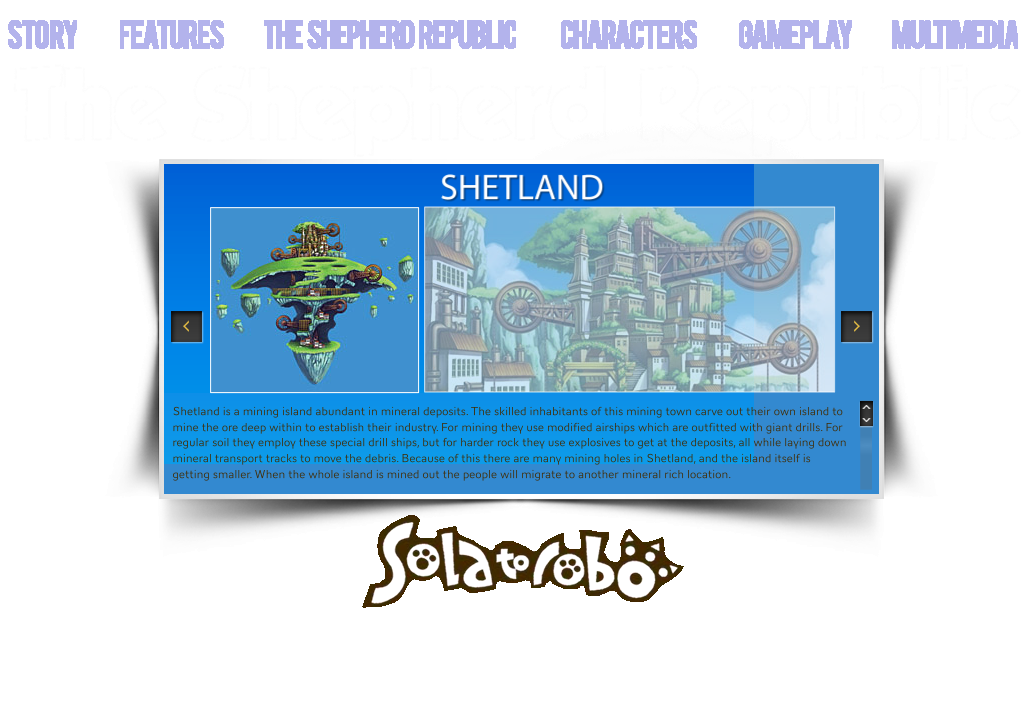 STORY FEATURES THE SHEPHERD REPUBLIC CHARACTERS GAMEPLAY MULTIMEDIA
The Shepherd Republic
SHETLAND
Shetland is a mining island abundant in mineral deposits. The skilled inhabitants of this mining town carve out their own island to
mine the ore deep within to establish their industry. For mining they use modified airships which are outfitted with giant drills. For
regular soil they employ these special drill ships, but for harder rock they use explosives to get at the deposits, all while laying down
mineral transport tracks to move the debris. Because of this there are many mining holes in Shetland, and the island itself is
getting smaller. When the whole island is mined out the people will migrate to another mineral rich location.
Solatorobo